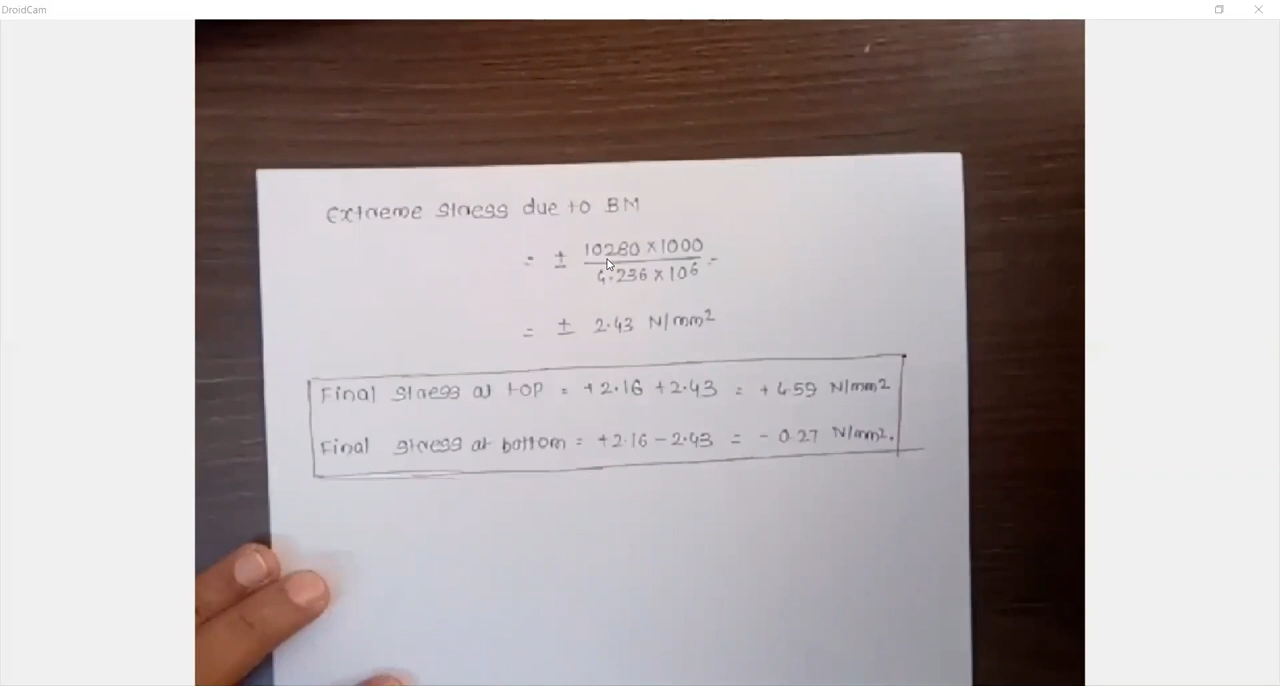 DroidCam
Extreme stress due to BM
= ± 10280 × 1000
4.236 × 106 =
= ± 2.43 N/mm2
Final stress at top = +2.16 +2.43 = +4.59 N/mm2
Final stress at bottom = +2.16 - 2.43 = - 0.27 N/mm2.